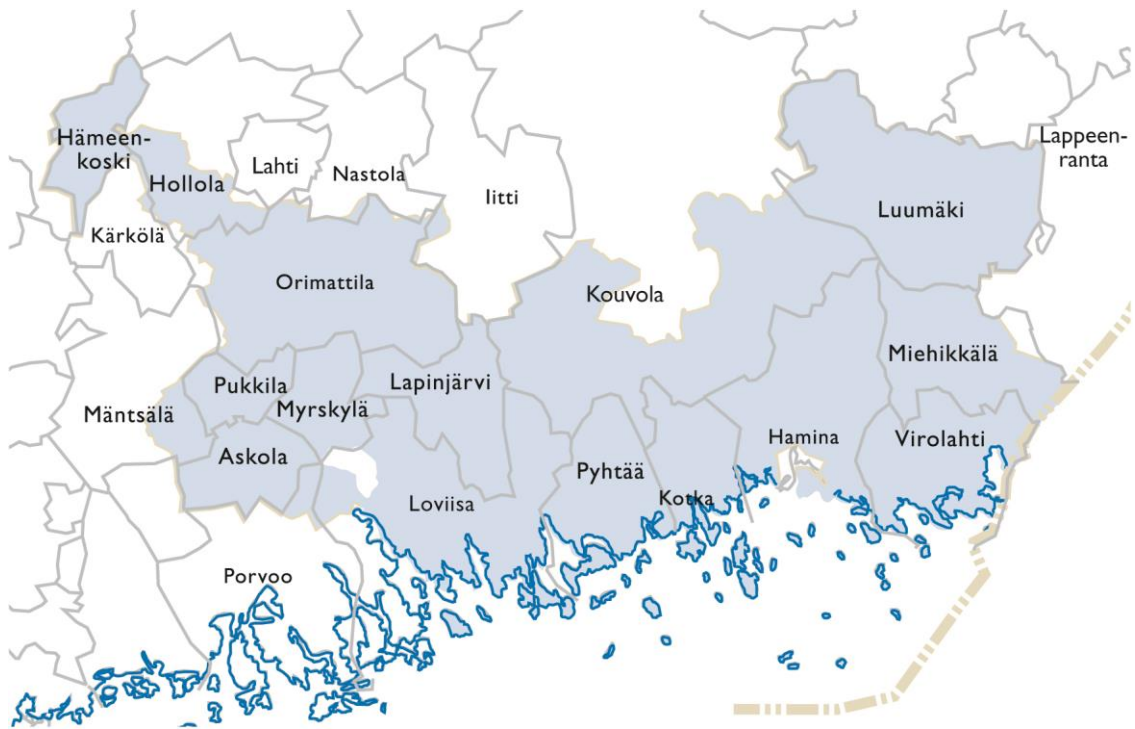 Hämeen-
koski
Hollola
Lahti
Nastola
Iitti
Lappeen-
ranta
Luumäki
Kärkölä
Orimattila
Kouvola
Miehikkälä
Pukkila
Lapinjärvi
Mäntsälä
Myrskylä
Hamina
Virolahti
Askola
Pyhtää
Kotka
Loviisa
Porvoo